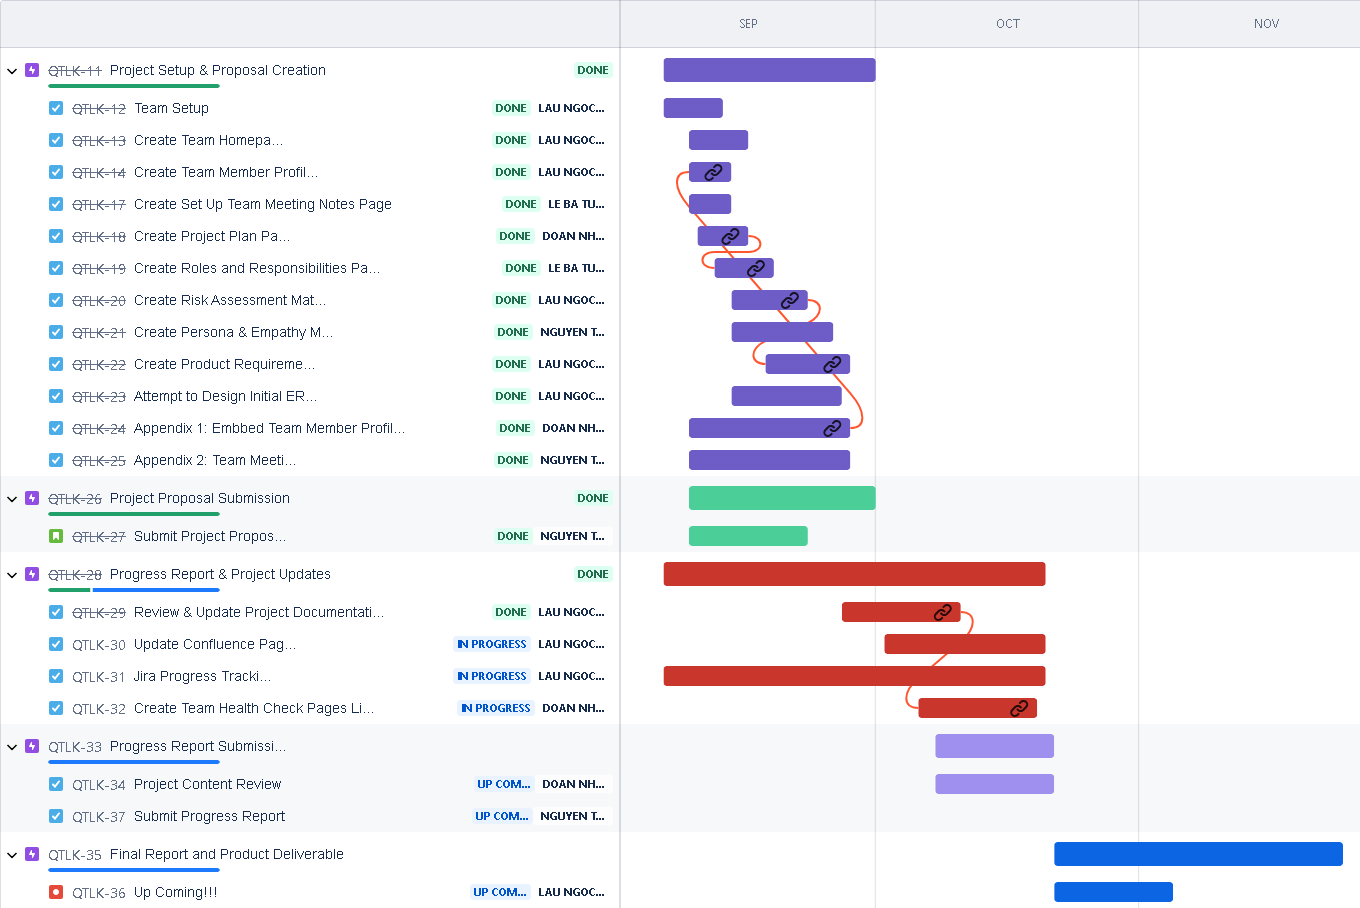 SEP OCT NOV
QTLK-11 Project Setup & Proposal Creation DONE
QTLK-12 Team Setup DONE LAU NGOC...
QTLK-13 Create Team Homepa... DONE LAU NGOC...
QTLK-14 Create Team Member Profil... DONE LAU NGOC...
QTLK-17 Create Set Up Team Meeting Notes Page DONE LE BA TU...
QTLK-18 Create Project Plan Pa... DONE DOAN NH...
QTLK-19 Create Roles and Responsibilities Pa... DONE LE BA TU...
QTLK-20 Create Risk Assessment Mat... DONE LAU NGOC...
QTLK-21 Create Persona & Empathy M... DONE NGUYEN T...
QTLK-22 Create Product Requireme... DONE LAU NGOC...
QTLK-23 Attempt to Design Initial ER... DONE LAU NGOC...
QTLK-24 Appendix 1: Embbed Team Member Profil... DONE DOAN NH...
QTLK-25 Appendix 2: Team Meeti... DONE NGUYEN T...
QTLK-26 Project Proposal Submission DONE
QTLK-27 Submit Project Propos... DONE NGUYEN T...
QTLK-28 Progress Report & Project Updates DONE
QTLK-29 Review & Update Project Documentati... DONE LAU NGOC...
QTLK-30 Update Confluence Pag... IN PROGRESS LAU NGOC...
QTLK-31 Jira Progress Tracki... IN PROGRESS LAU NGOC...
QTLK-32 Create Team Health Check Pages Li... IN PROGRESS DOAN NH...
QTLK-33 Progress Report Submissi...
QTLK-34 Project Content Review UP COM... DOAN NH...
QTLK-37 Submit Progress Report UP COM... NGUYEN T...
QTLK-35 Final Report and Product Deliverable
QTLK-36 Up Coming!!! UP COM... LAU NGOC...